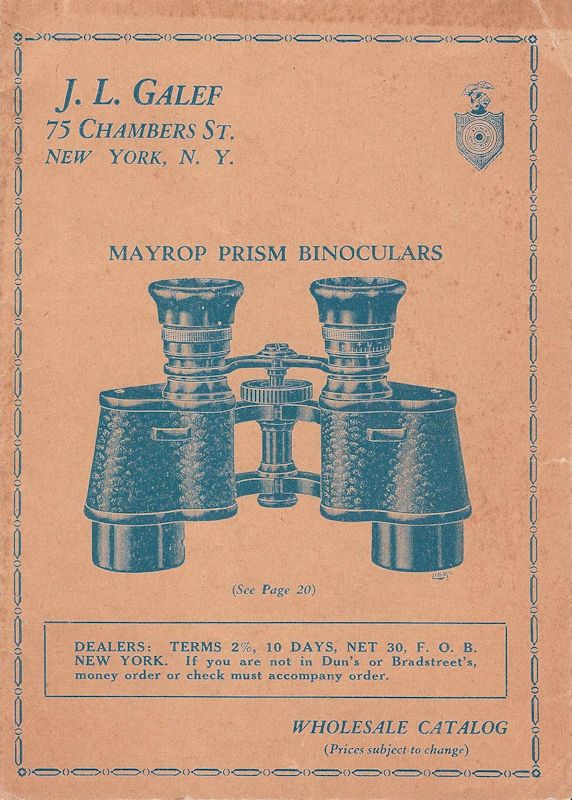 J. L. GALEF
75 CHAMBERS ST.
NEW YORK, N. Y.
MAYROP PRISM BINOCULARS
(See Page 20)
DEALERS: TERMS 2%, 10 DAYS, NET 30, F. O. B.
NEW YORK. If you are not in Dun's or Bradstreet's,
money order or check must accompany order.
WHOLESALE CATALOG
(Prices subject to change)